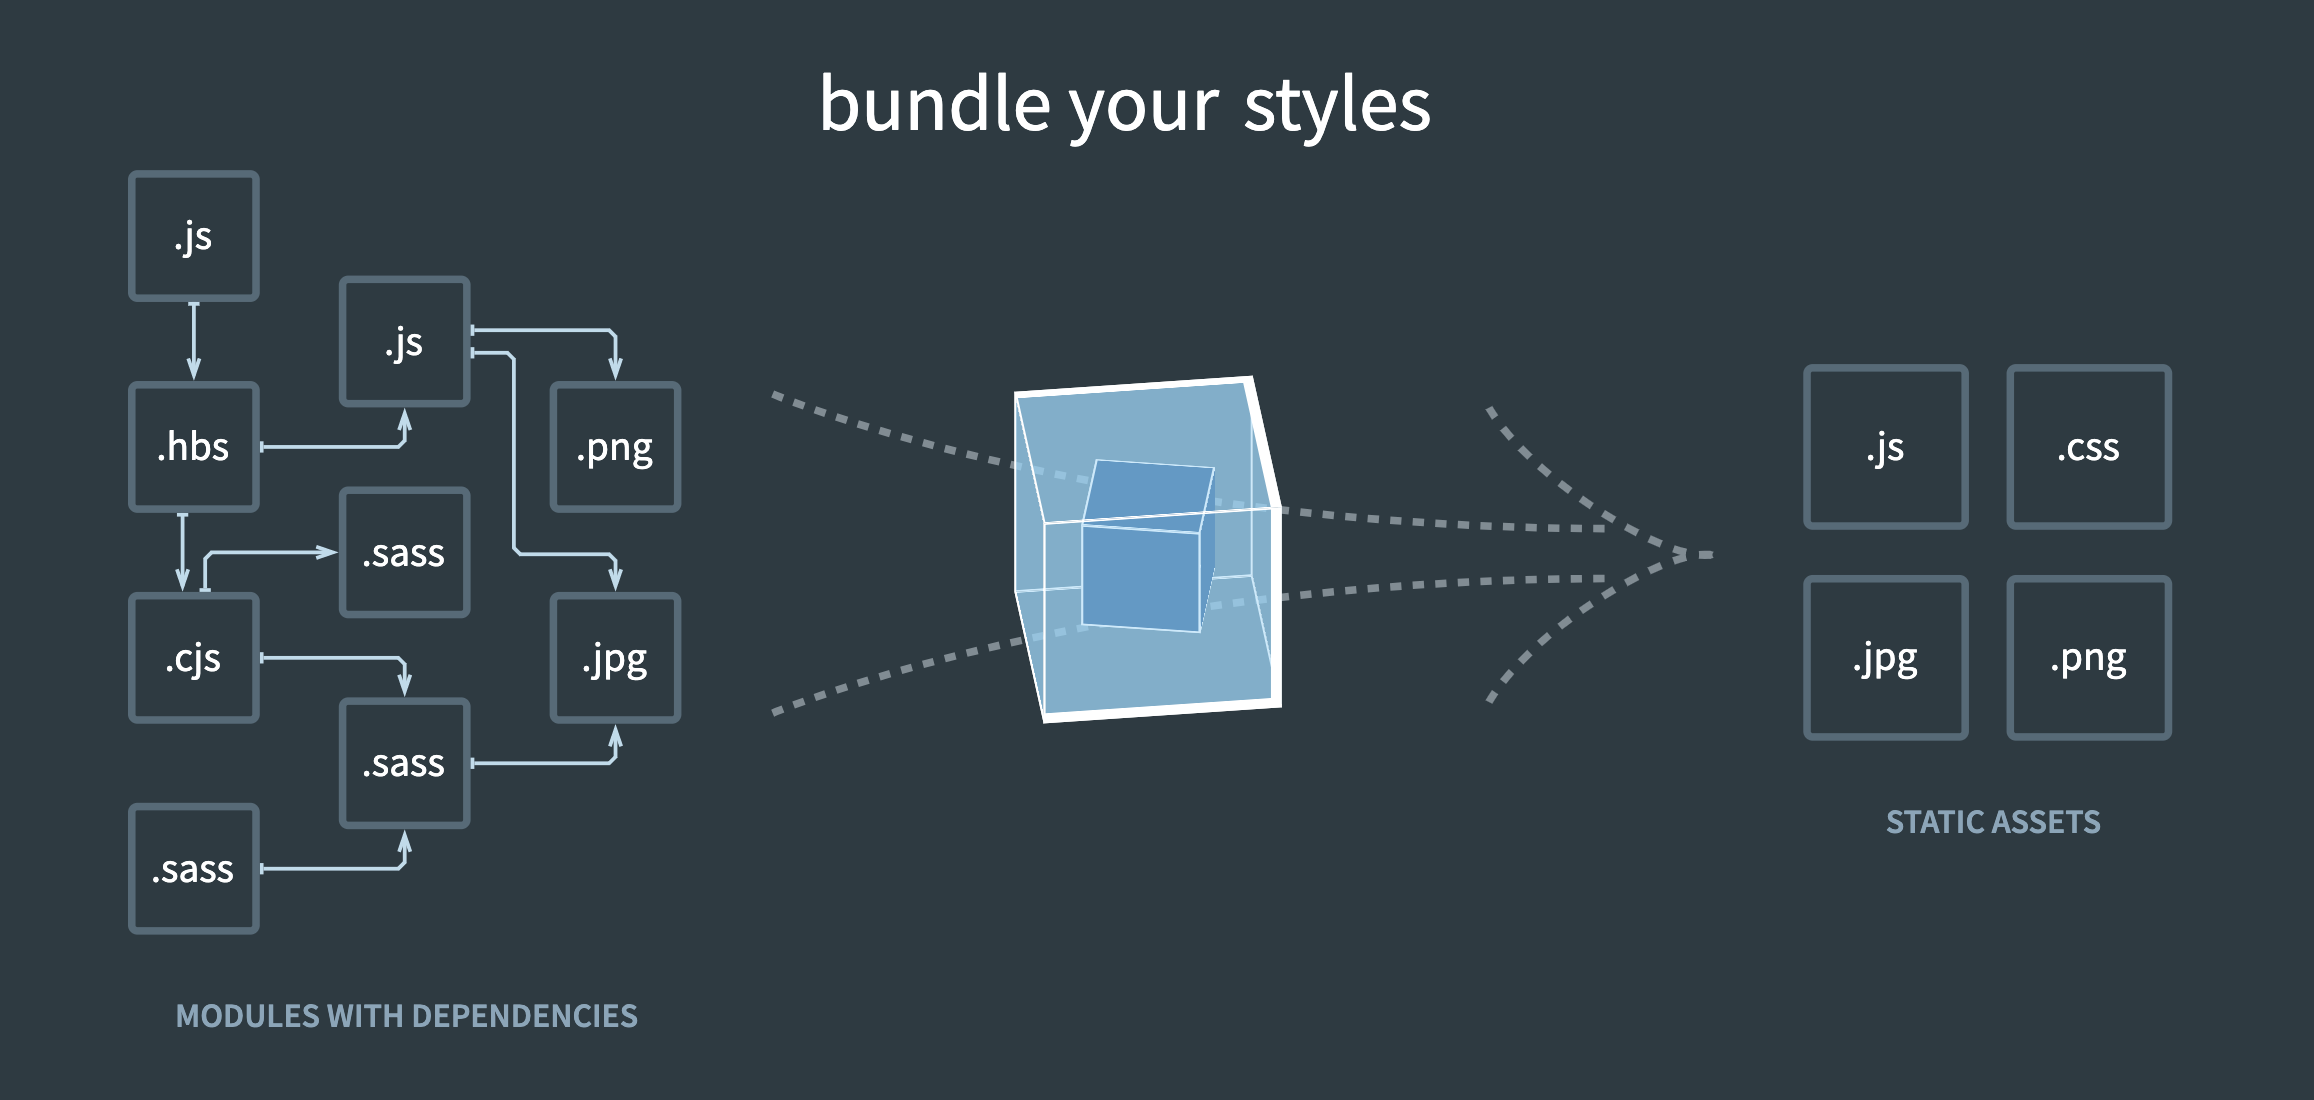 bundle your styles
.js
.js
.hbs
.png
.sass
.cjs
.jpg
.sass
.sass
MODULES WITH DEPENDENCIES
.js
.css
.jpg
.png
STATIC ASSETS